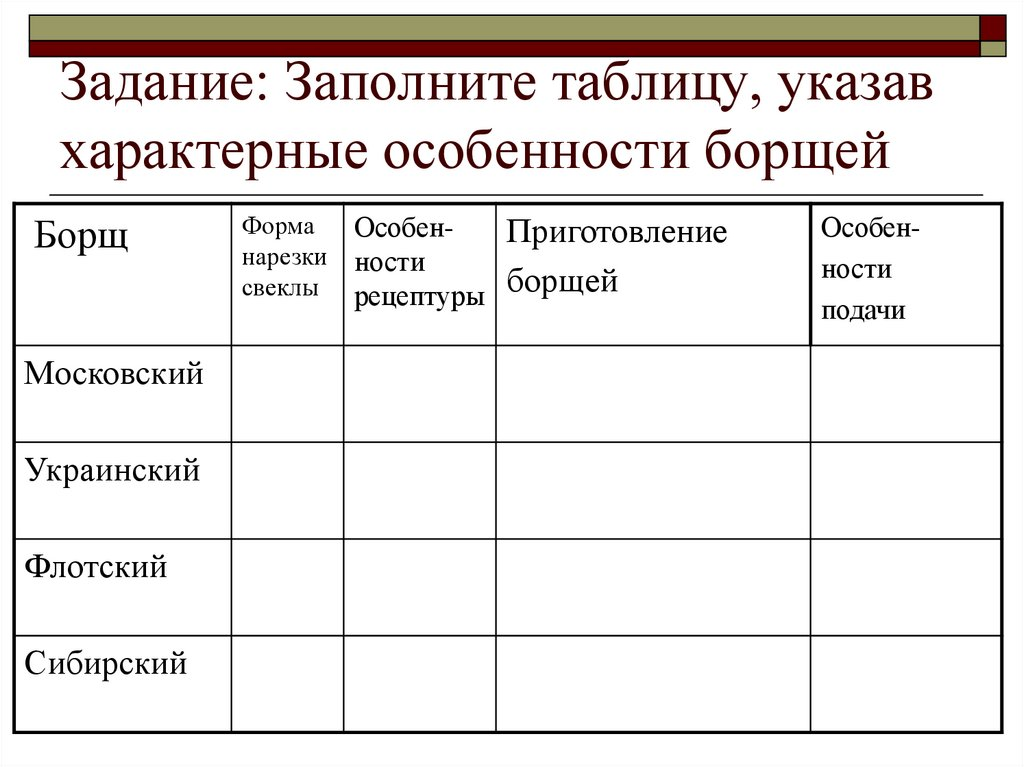 Задание: Заполните таблицу, указав
характерные особенности борщей
Борщ
Форма
нарезки
свеклы
Особен-
ности
рецептуры
Приготовление
борщей
Особен-
ности
подачи
Московский
Украинский
Флотский
Сибирский